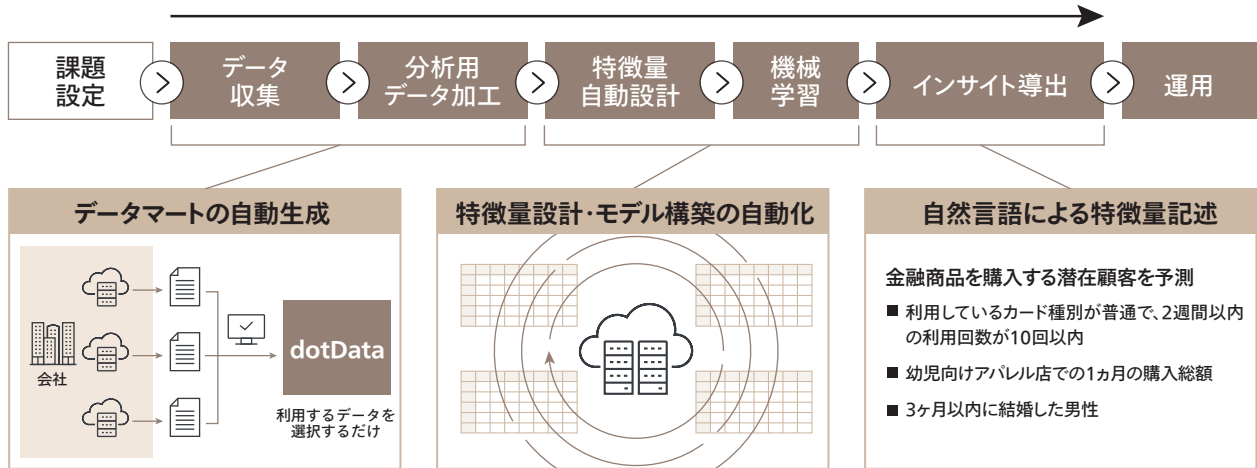 課題
設定
データ
収集
分析用
データ加工
特徴量
自動設計
機械
学習
インサイト導出
運用
データマートの自動生成
会社
dotData
利用するデータを
選択するだけ
特徴量設計・モデル構築の自動化
自然言語による特徴量記述
金融商品を購入する潜在顧客を予測
■ 利用しているカード種別が普通で、2週間以内
の利用回数が10回以内
■ 幼児向けアパレル店での1ヵ月の購入総額
■ 3ヶ月以内に結婚した男性